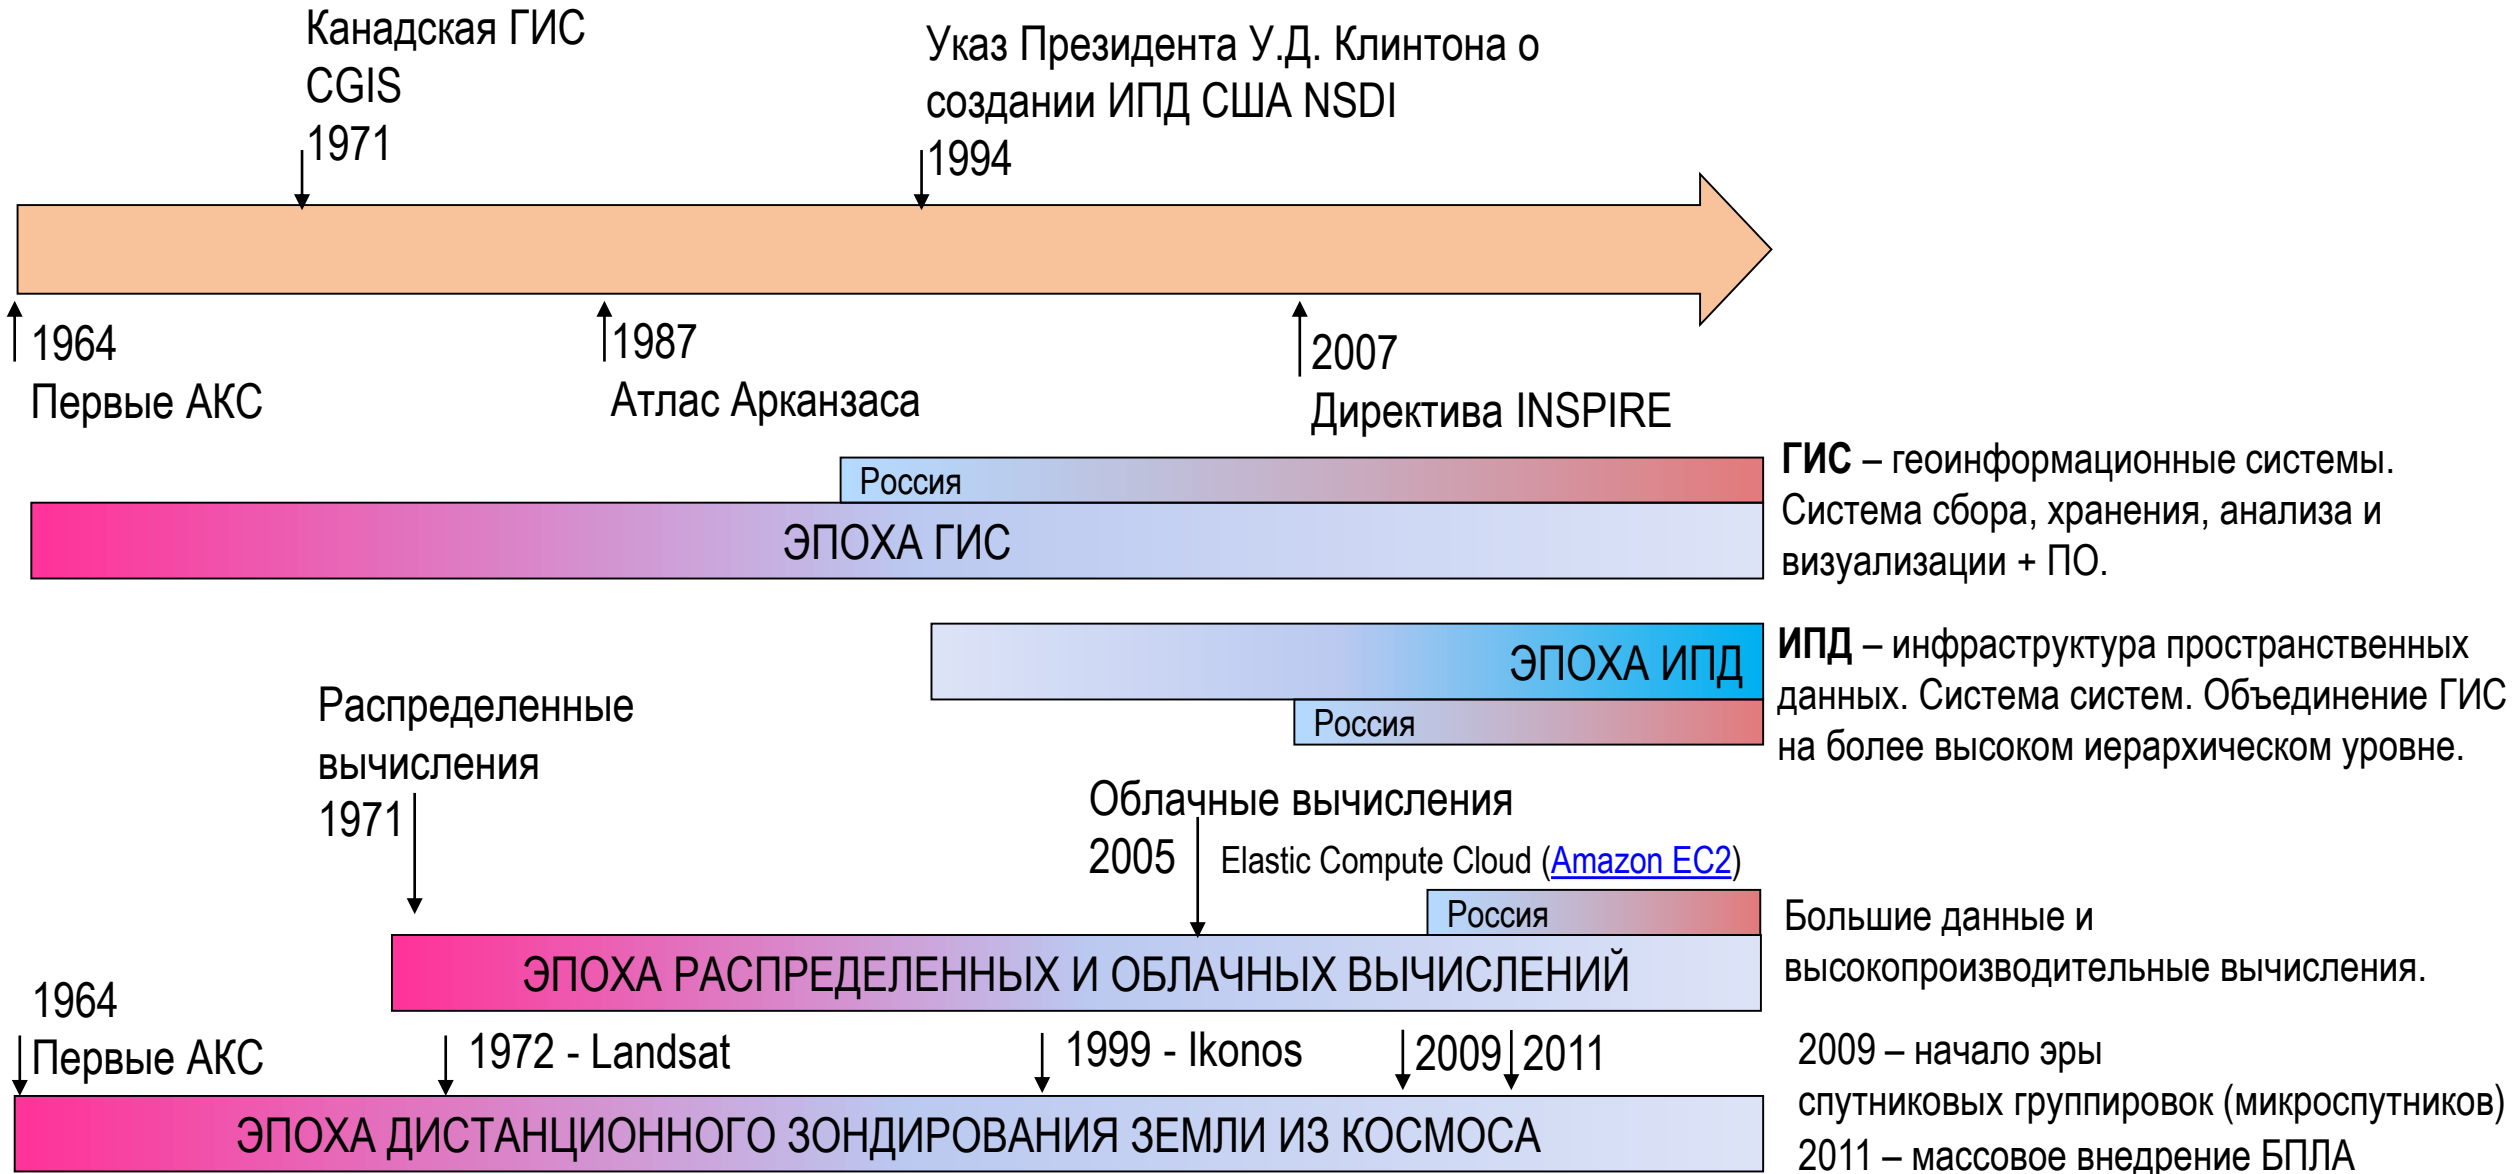 Канадская ГИС
CGIS
1971
Указ Президента У.Д. Клинтона о
создании ИПД США NSDI
1994
1964
Первые АКС
1987
Атлас Арканзаса
2007
Директива INSPIRE
Россия
ЭПОХА ГИС
ГИС – геоинформационные системы.
Система сбора, хранения, анализа и
визуализации + ПО.
ЭПОХА ИПД
Россия
ИПД – инфраструктура пространственных
данных. Система систем. Объединение ГИС
на более высоком иерархическом уровне.
Распределенные
вычисления
1971
Облачные вычисления
2005
Elastic Compute Cloud (Amazon EC2)
Россия
ЭПОХА РАСПРЕДЕЛЕННЫХ И ОБЛАЧНЫХ ВЫЧИСЛЕНИЙ
Большие данные и
высокопроизводительные вычисления.
1964
Первые АКС
1972 - Landsat
1999 - Ikonos
2009
2011
ЭПОХА ДИСТАНЦИОННОГО ЗОНДИРОВАНИЯ ЗЕМЛИ ИЗ КОСМОСА
2009 – начало эры
спутниковых группировок (микроспутников)
2011 – массовое внедрение БПЛА